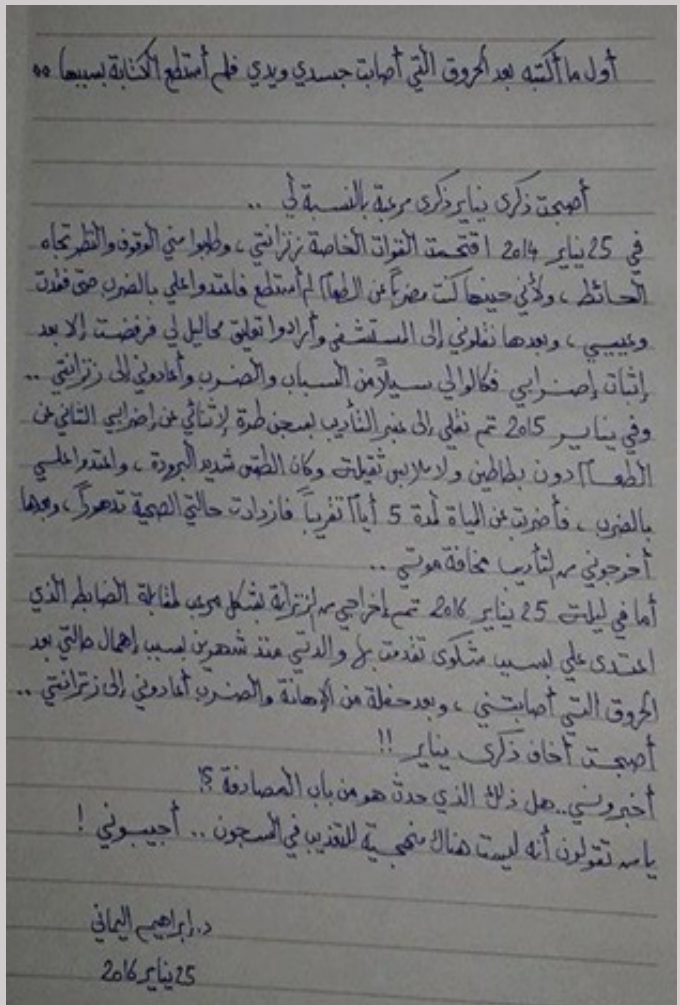 أول ما أكتبه بعد الحروق التي أصابت جسدي ويدي فلم أستطع الكتابة بسببها ..
أصبحت ذكرى يناير ذكرى مرعبة بالنسبة لي ..
في 25 يناير 2014 اقتحمت القوات الخاصة زنزانتي ، وطلبوا مني الوقوف والنظر تجاه
الحائط ، ولأني حينها كنت مضرباً عن الطعام لم أستطع فاعتدوا علي بالضرب حتى فقدت
وعيي ، وبعدها نقلوني إلى المستشفى وأرادوا تعليق محاليل لي فرفضت إلا بعد
إثبات إضرابي فكالوا لي سيلاً من السباب والضرب وأعادوني إلى زنزانتي ..
وفي يناير 2015 تم نقلي إلى عنبر التأديب بسجن طرة لإثنائي عن إضرابي الثاني عن
الطعام دون بطاطين ولا ملابس ثقيلة وكان الطقس شديد البرودة ، واعتدوا علي
بالضرب ، فأضربت عن المياة لمدة 5 أيام تقريباً فازدادت حالتي الصحية تدهوراً ، وبعدها
أخرجوني من التأديب مخافة موتي ..
أما في ليلة 25 يناير 2016 تم إخراجي من الزنزانة بشكل مريب لمقابلة الضابط الذي
اعتدى علي بسبب شكوى تقدمت بها والدتي منذ شهرين بسبب إهمال حالتي بعد
الحروق التي أصابتني ، وبعد حفلة من الإهانة والضرب أعادوني إلى زنزانتي ..
أصبحت أخاف ذكرى يناير !!
أخبروني.. هل ذلك الذي حدث هو من باب المصادفة ؟!
يا من تقولون أنه ليست هناك منهجية للتعذيب في السجون .. أجيبوني !
د. إبراهيم اليماني
25 يناير 2016